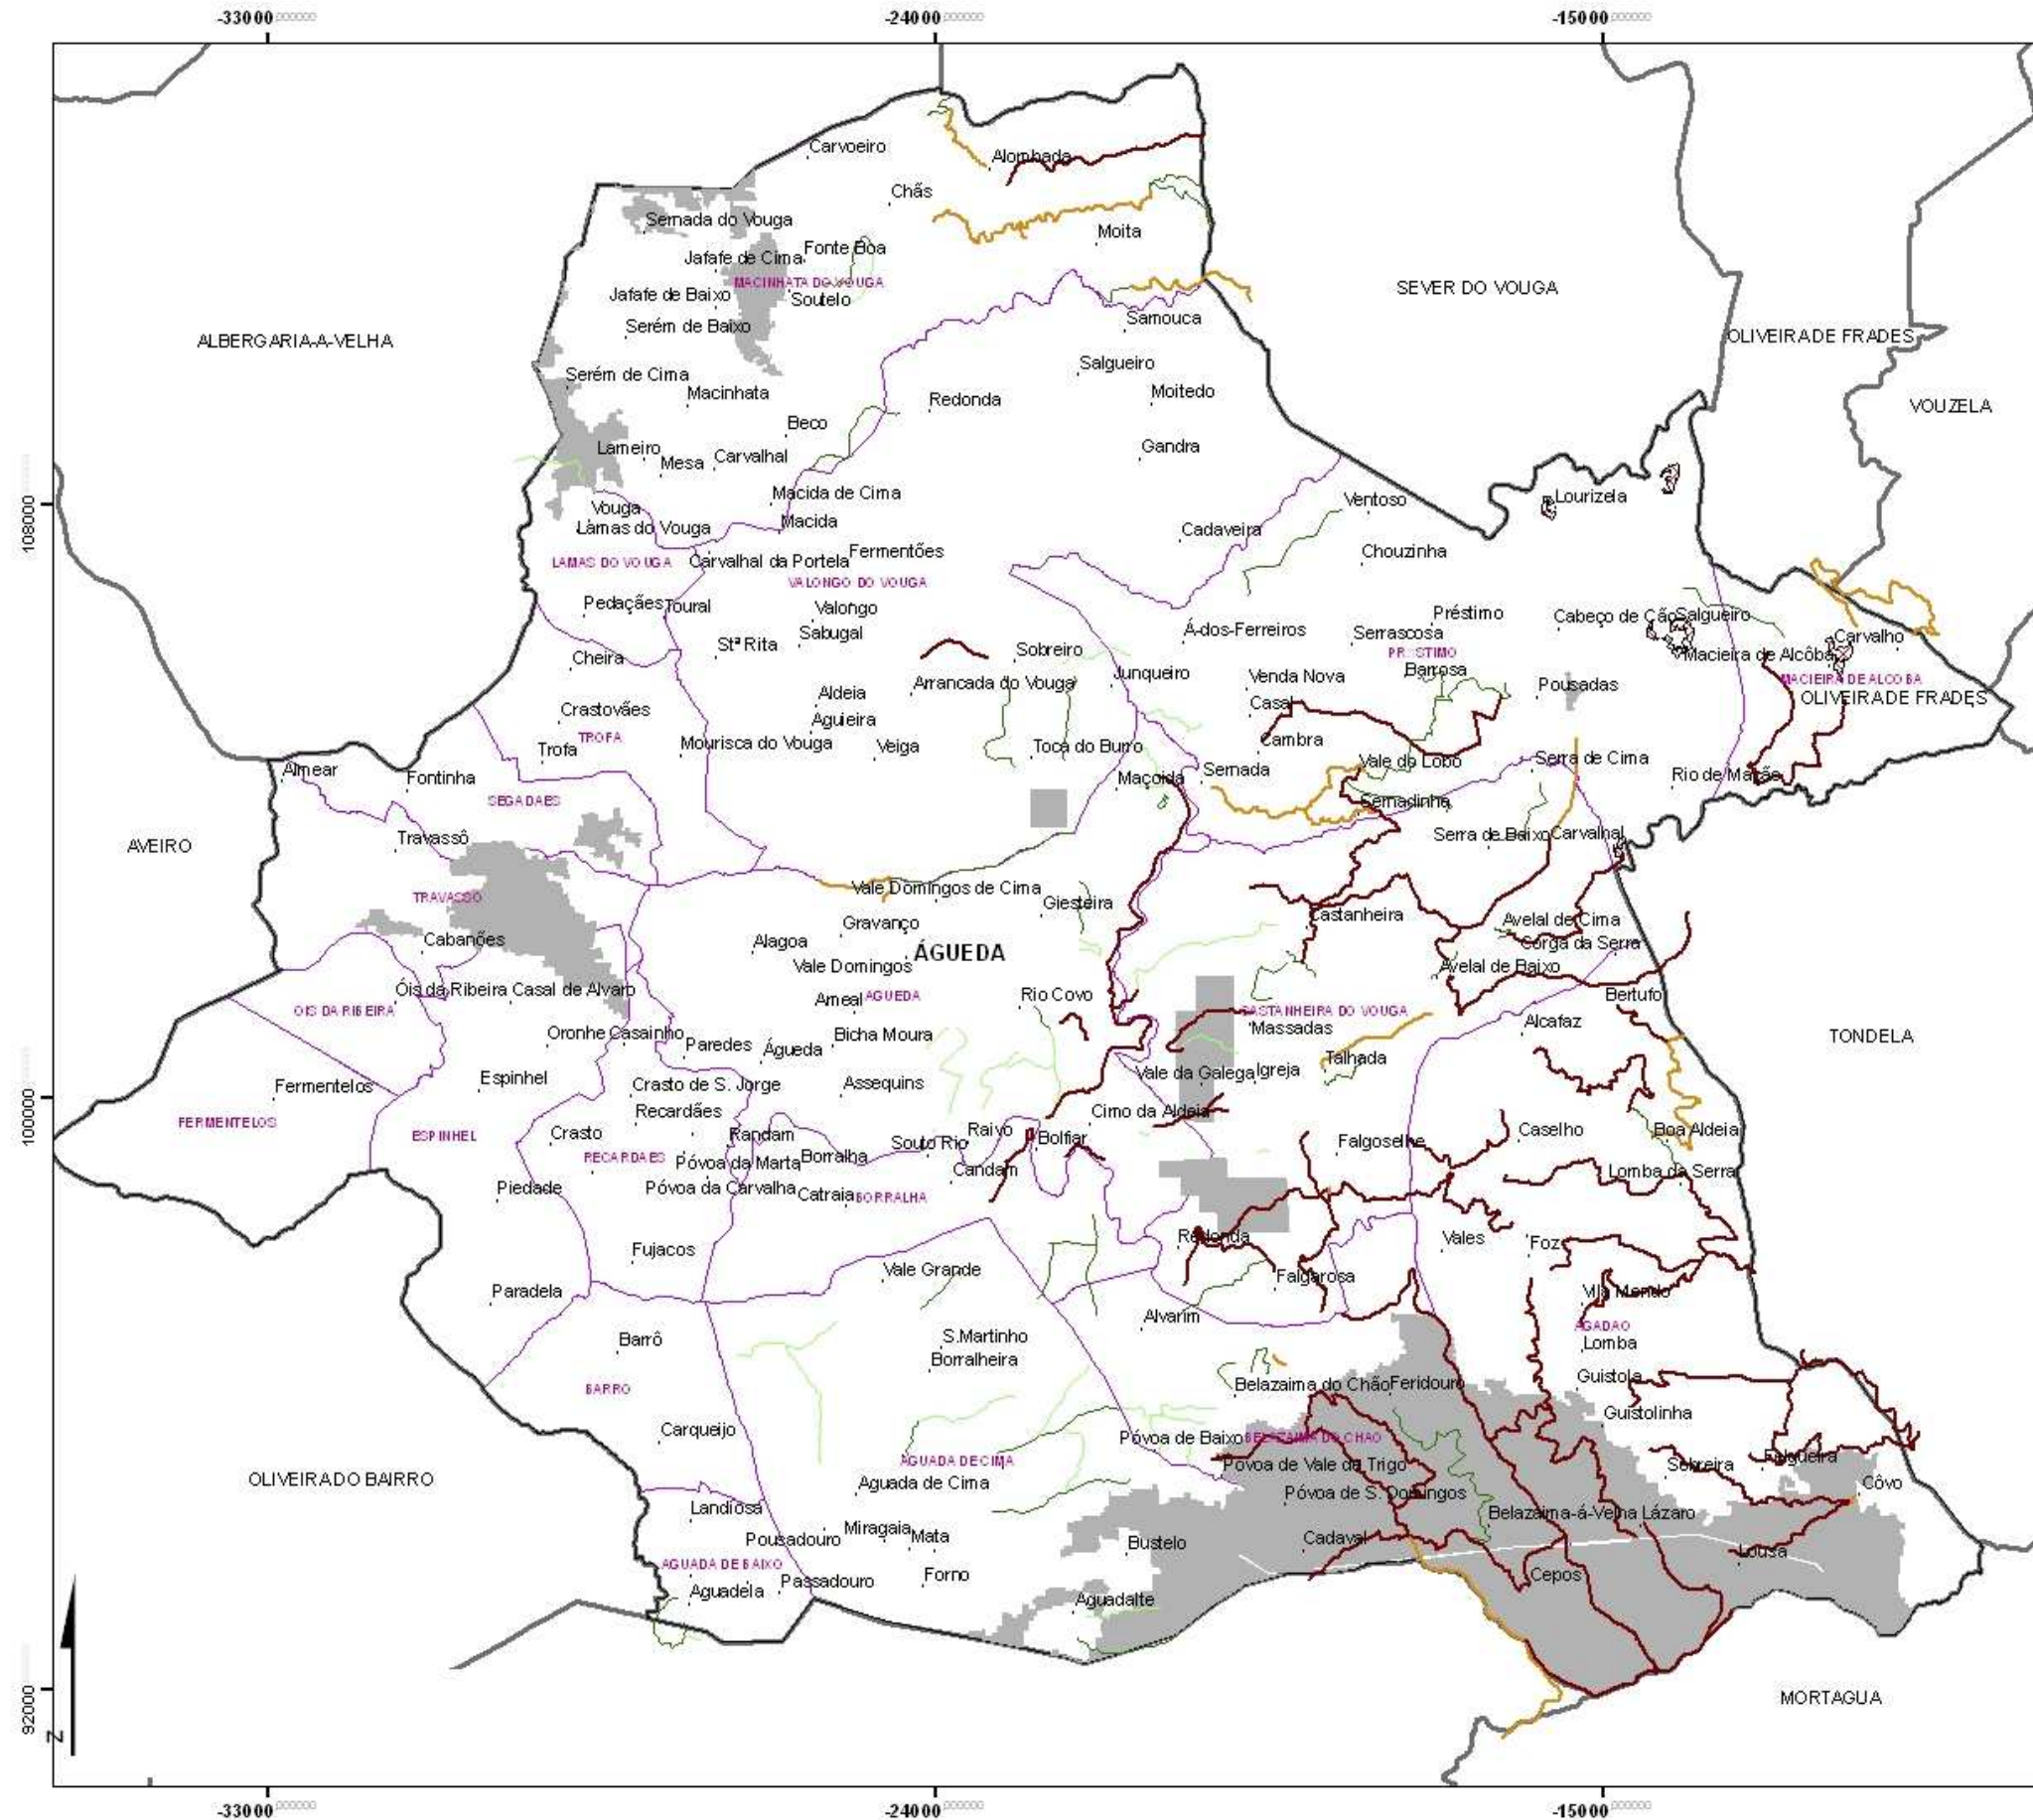 -33000
-24000
-15000
Carvoeiro
Alombada
Chãs
Sernada do Vouga
Moita
Fonte Boa
Jafafe de Cima
MACINHATA DO VOUGA
SEVER DO VOUGA
Jafafe de Baixo
Soutelo
Samouca
Serém de Baixo
OLIVEIRA DE FRADES
ALBERGARIA-A-VELHA
Salgueiro
Serém de Cima
Macinhata
Moitedo
Redonda
VOUZELA
Beco
Lameiro
Gandra
Mesa
Carvalhal
Macida de Cima
Lourizela
Ventoso
108000
Vouga
Macida
Lamas do Vouga
Cadaveira
Fermentões
Chouzinha
LAMAS DO VOUGA
Carvalhal da Portela
VALONGO DO VOUGA
Pedaçães
Toural
Valongo
Préstimo
Cabeço de Cão
Salgueiro
Sabugal
Á-dos-Ferreiros
Serrascosa
Carvalho
Stª Rita
Sobreiro
PRESTIMO
Macieira de Alcôba
Cheira
Junqueiro
Barrosa
Venda Nova
MACIEIRA DE ALCOBA
Arrancada do Vouga
Pousadas
Aldeia
OLIVEIRA DE FRADES
Casal
Crastovães
Aguieira
TROFA
Cambra
Trofa
Mourisca do Vouga
Veiga
Toca do Burro
Vale do Lobo
Serra de Cima
Almear
Fontinha
Maçoida
Sernada
Rio de Maçãs
SEGADAES
Sernadinha
Travassô
Serra de Baixo
Carvalhal
AVEIRO
Vale Domingos de Cima
TRAVASSO
Giesteira
Castanheira
Avelal de Cima
Gravanço
Cabanões
Alagoa
Corga da Serra
ÁGUEDA
Vale Domingos
Avelal de Baixo
Óis da Ribeira
Casal de Alvaro
Ameal
AGUEDA
Rio Covo
Bertufo
OIS DA RIBEIRA
CASTANHEIRA DO VOUGA
Alcafaz
Oronhe
Casainho
Bicha Moura
Massadas
TONDELA
Paredes
Águeda
Talhada
Vale da Galega
Igreja
Espinhel
Fermentelos
Crasto de S. Jorge
Assequins
100000
Recardães
Cimo da Aldeia
FERMENTELOS
ESPINHEL
Crasto
Randam
Raivo
Bolfiar
Caselho
Boa Aldeia
Souto Rio
Falgoselhe
RECARDAES
Póvoa da Marta
Borralha
Candam
Lomba da Serra
Piedade
Póvoa da Carvalha
Catraia
BORRALHA
Redonda
Vales
Foz
Fujacos
Vale Grande
Falgarosa
Paradela
Vila Mendo
Alvarim
AGADAO
Barrô
S.Martinho
Lomba
Borralheira
Guistola
BARRO
Belazaima do Chão
Feridouro
Guistolinha
Carqueijo
Póvoa de Baixo
BELAZAIMA DO CHAO
AGUADA DE CIMA
Póvoa de Vale de Trigo
Sobreira
Filgueira
OLIVEIRA DO BAIRRO
Aguada de Cima
Côvo
Póvoa de S. Domingos
Landiosa
Belazaima-á-Velha
Lázaro
Miragaia
Pousadouro
Mata
Bustelo
Cadaval
Lousa
AGUADA DE BAIXO
Forno
Cepos
Passadouro
Aguadela
Aguadalte
92000
MORTAGUA
N
-33000
-24000
-15000